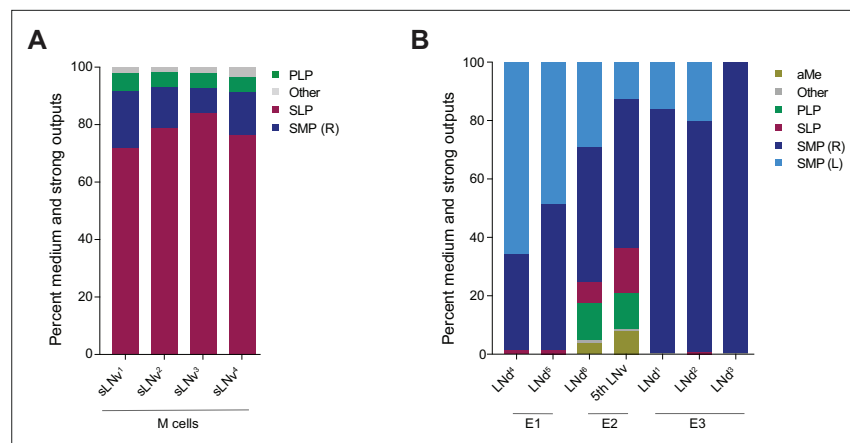 A
Percent medium and strong outputs
100
80
60
40
20
0
sLNv¹
sLNv²
sLNv³
sLNv⁴
M cells
PLP
Other
SLP
SMP (R)
B
Percent medium and strong outputs
100
80
60
40
20
0
LNd⁴
LNd⁵
LNd⁶
5th LNv
LNd¹
LNd²
LNd³
E1
E2
E3
aMe
Other
PLP
SLP
SMP (R)
SMP (L)